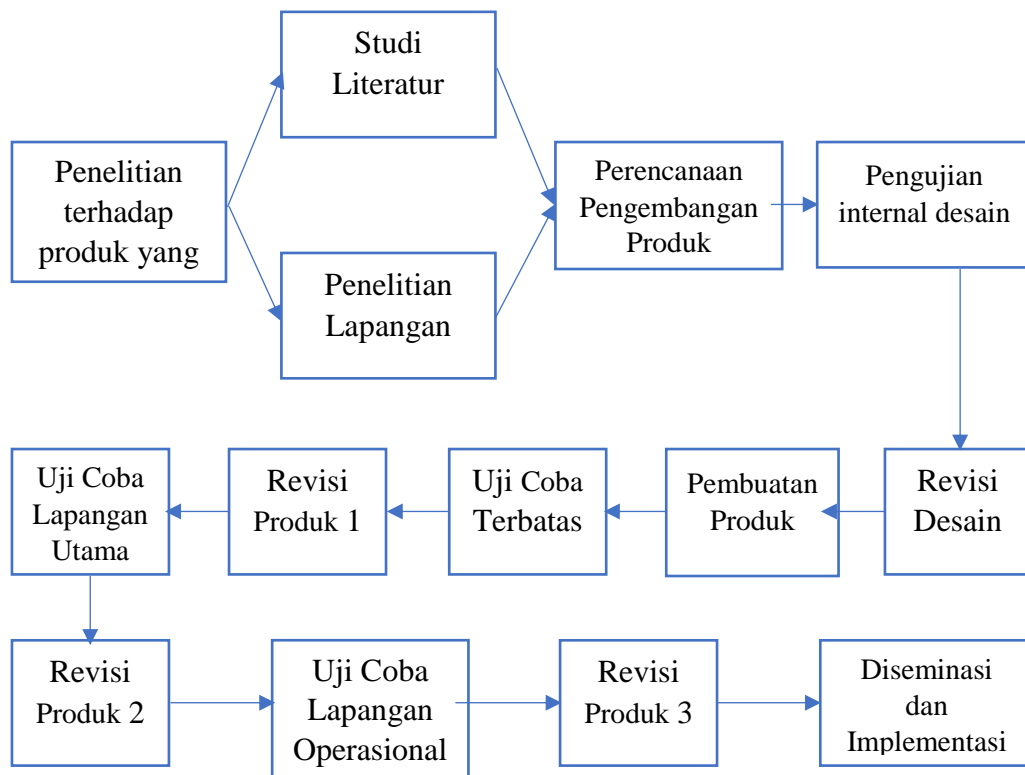 Penelitian
terhadap
produk yang
Studi
Literatur
Penelitian
Lapangan
Perencanaan
Pengembangan
Produk
Pengujian
internal desain
Revisi
Desain
Pembuatan
Produk
Uji Coba
Terbatas
Revisi
Produk 1
Uji Coba
Lapangan
Utama
Revisi
Produk 2
Uji Coba
Lapangan
Operasional
Revisi
Produk 3
Diseminasi
dan
Implementasi